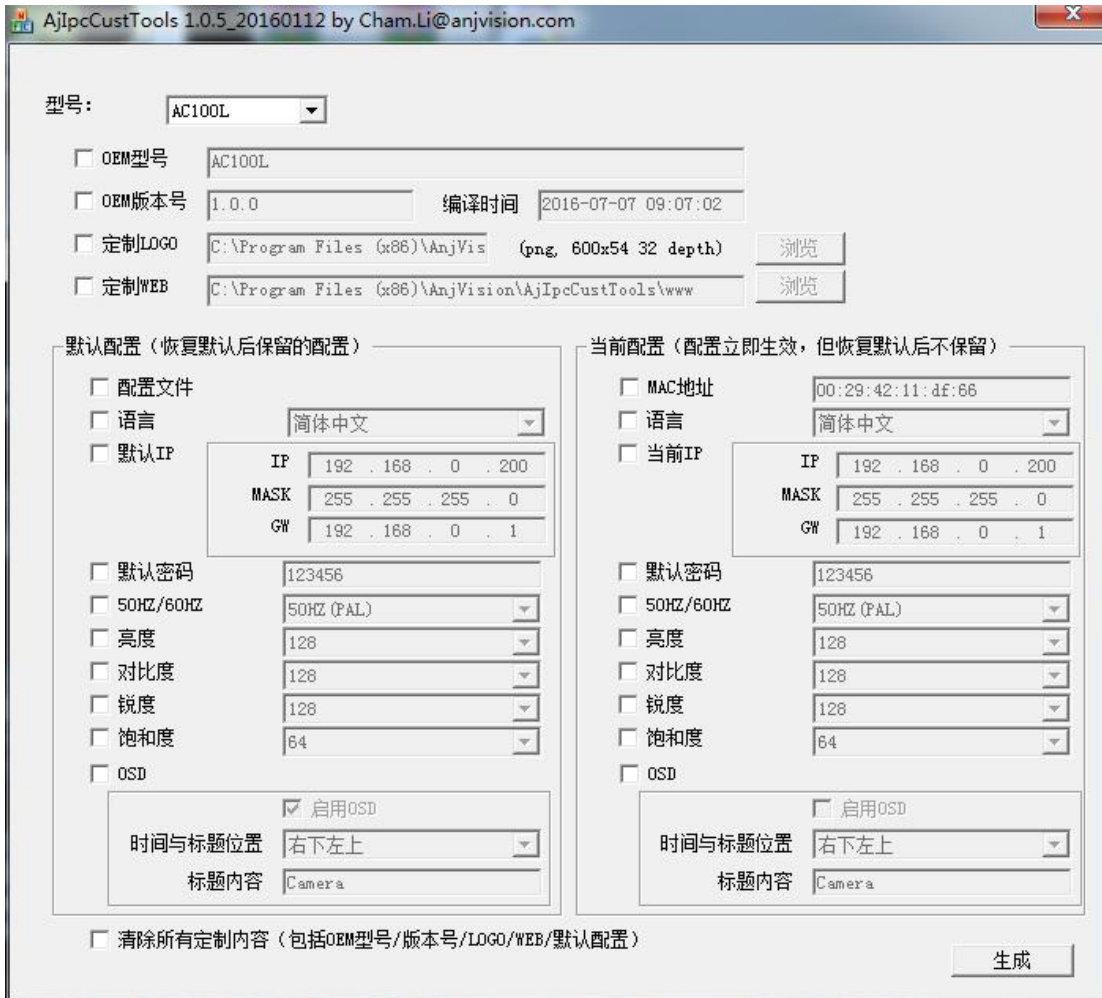 AjIpcCustTools 1.0.5_20160112 by Cham.Li@anjvision.com
型号: AC100L
OEM型号 AC100L
OEM版本号 1.0.0 编译时间 2016-07-07 09:07:02
定制LOGO C:\Program Files (x86)\AnjVis (png, 600x54 32 depth) 浏览
定制WEB C:\Program Files (x86)\AnjVision\AjIpcCustTools\www 浏览
默认配置（恢复默认后保留的配置）
配置文件
语言 简体中文
默认IP
IP 192 . 168 . 0 . 200
MASK 255 . 255 . 255 . 0
GW 192 . 168 . 0 . 1
默认密码 123456
50HZ/60HZ 50HZ(PAL)
亮度 128
对比度 128
锐度 128
饱和度 64
OSD
启用OSD
时间与标题位置 右下左上
标题内容 Camera
当前配置（配置立即生效，但恢复默认后不保留）
MAC地址 00:29:42:11:df:66
语言 简体中文
当前IP
IP 192 . 168 . 0 . 200
MASK 255 . 255 . 255 . 0
GW 192 . 168 . 0 . 1
默认密码 123456
50HZ/60HZ 50HZ(PAL)
亮度 128
对比度 128
锐度 128
饱和度 64
OSD
启用OSD
时间与标题位置 右下左上
标题内容 Camera
清除所有定制内容（包括OEM型号/版本号/LOGO/WEB/默认配置）
生成